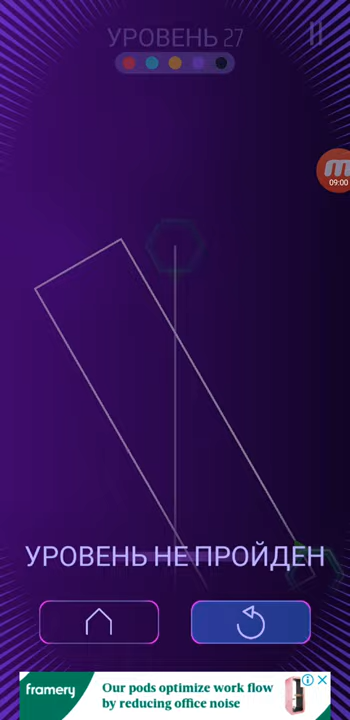 УРОВЕНЬ 27
09:00
УРОВЕНЬ НЕ ПРОЙДЕН
framery
Our pods optimize work flow
by reducing office noise